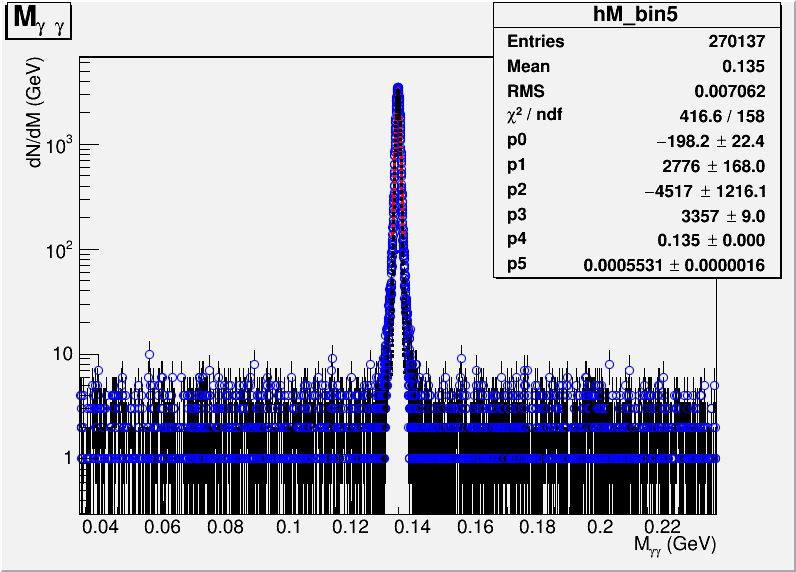 M γ γ
hM_bin5
Entries 270137
Mean 0.135
RMS 0.007062
χ² / ndf 416.6 / 158
p0 −198.2 ± 22.4
p1 2776 ± 168.0
p2 −4517 ± 1216.1
p3 3357 ± 9.0
p4 0.135 ± 0.000
p5 0.0005531 ± 0.0000016
dN/dM (GeV)
10³
10²
10
1
0.04 0.06 0.08 0.1 0.12 0.14 0.16 0.18 0.2 0.22
Mγγ (GeV)